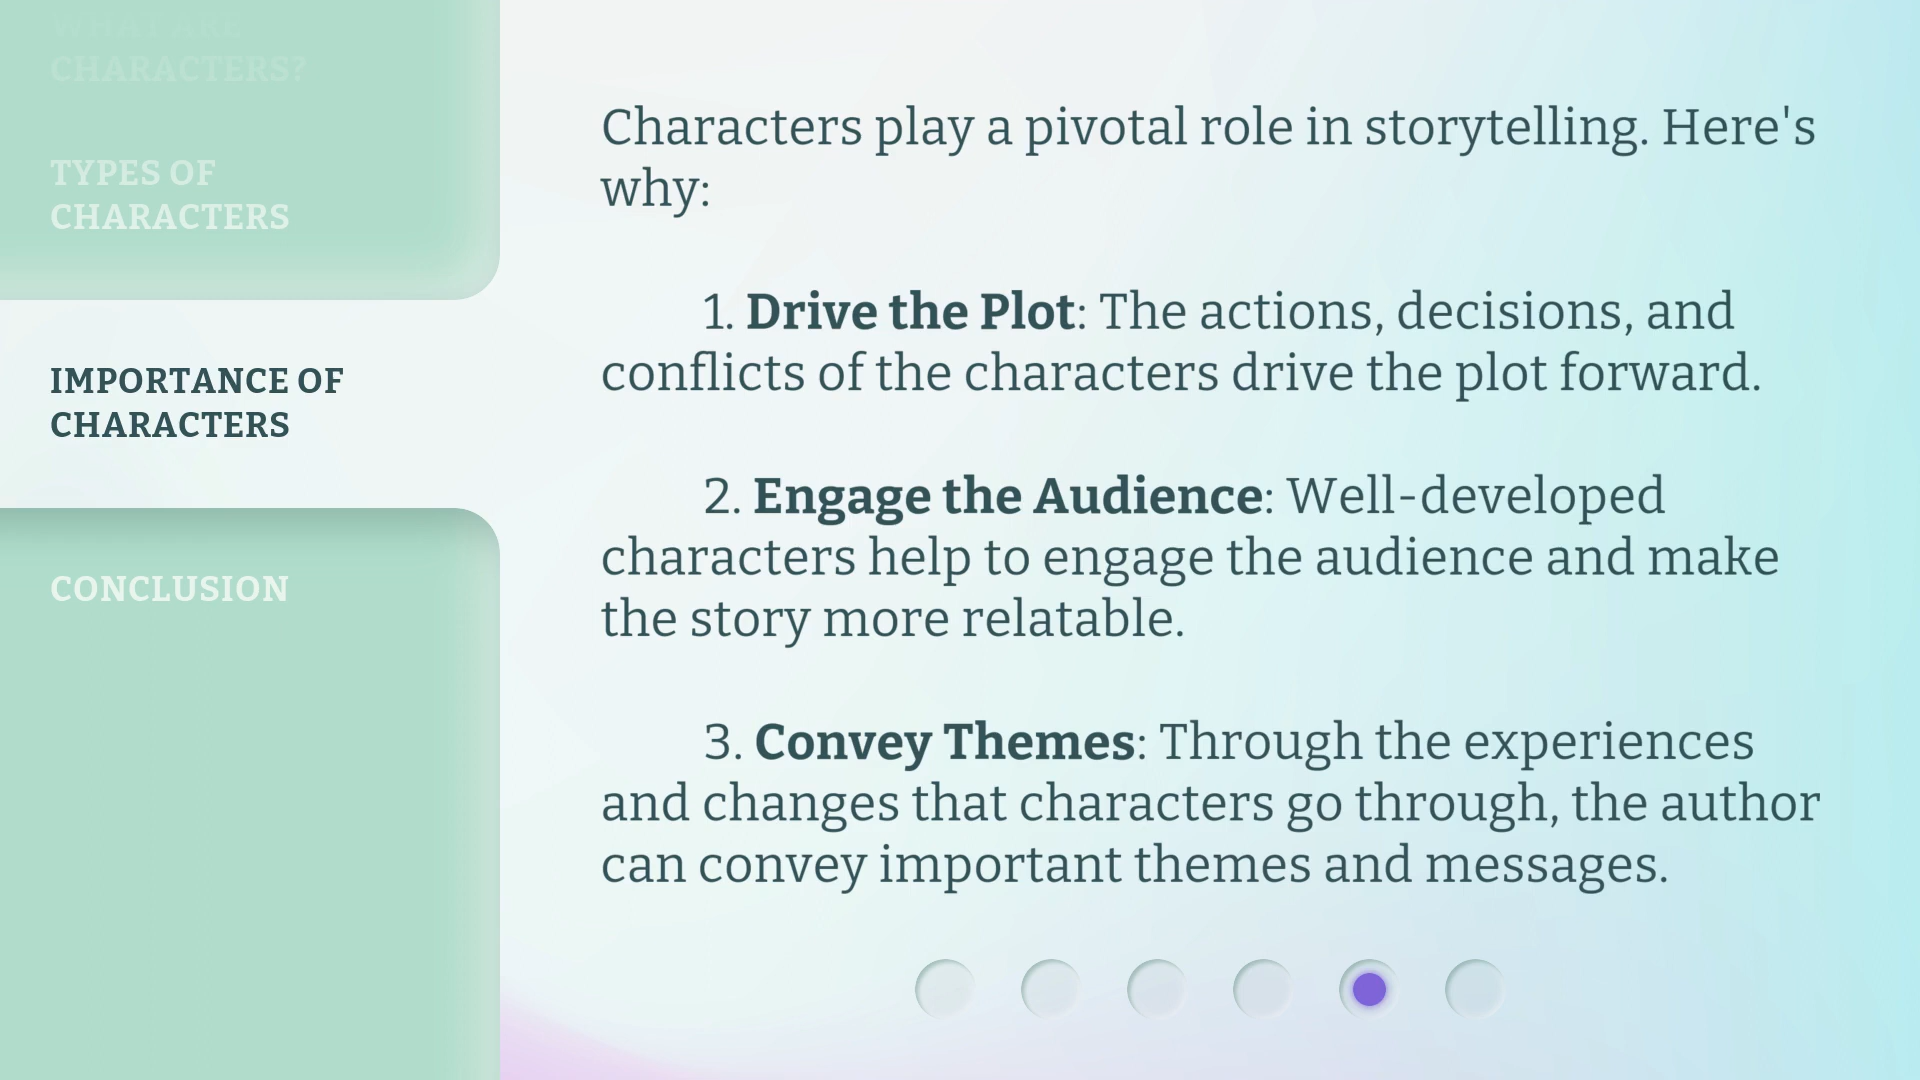 WHAT ARE
CHARACTERS?
TYPES OF
CHARACTERS
IMPORTANCE OF
CHARACTERS
CONCLUSION
Characters play a pivotal role in storytelling. Here's
why:
1. Drive the Plot: The actions, decisions, and
conflicts of the characters drive the plot forward.
2. Engage the Audience: Well-developed
characters help to engage the audience and make
the story more relatable.
3. Convey Themes: Through the experiences
and changes that characters go through, the author
can convey important themes and messages.